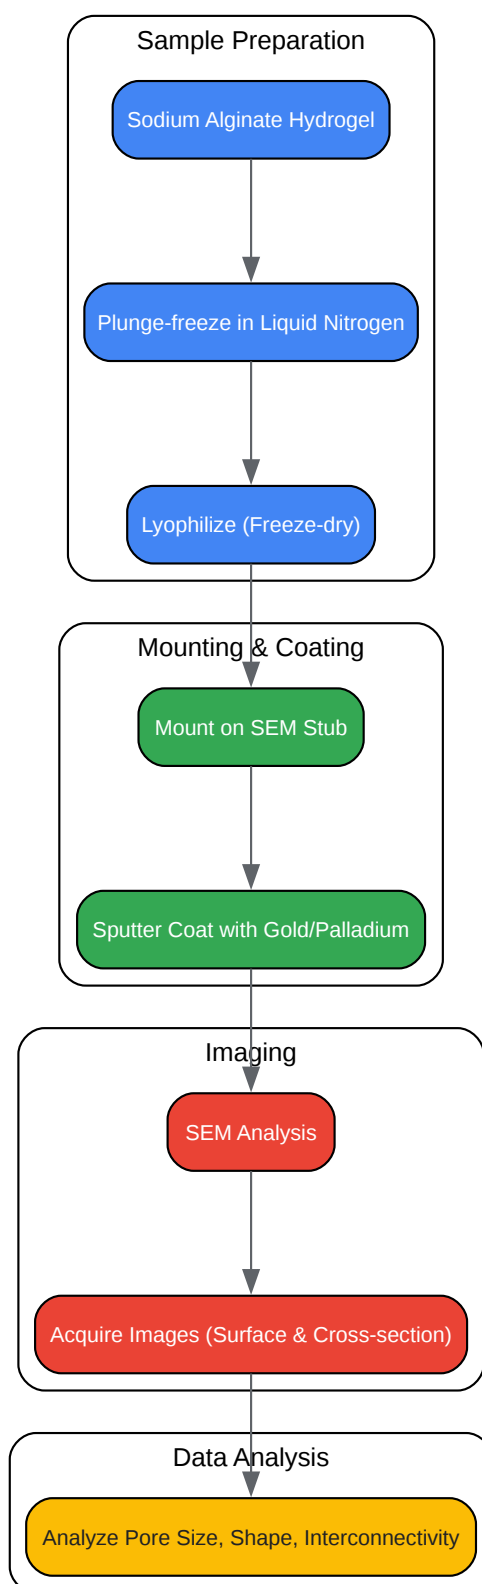 Sample Preparation
Sodium Alginate Hydrogel
Plunge-freeze in Liquid Nitrogen
Lyophilize (Freeze-dry)
Mounting & Coating
Mount on SEM Stub
Sputter Coat with Gold/Palladium
Imaging
SEM Analysis
Acquire Images (Surface & Cross-section)
Data Analysis
Analyze Pore Size, Shape, Interconnectivity